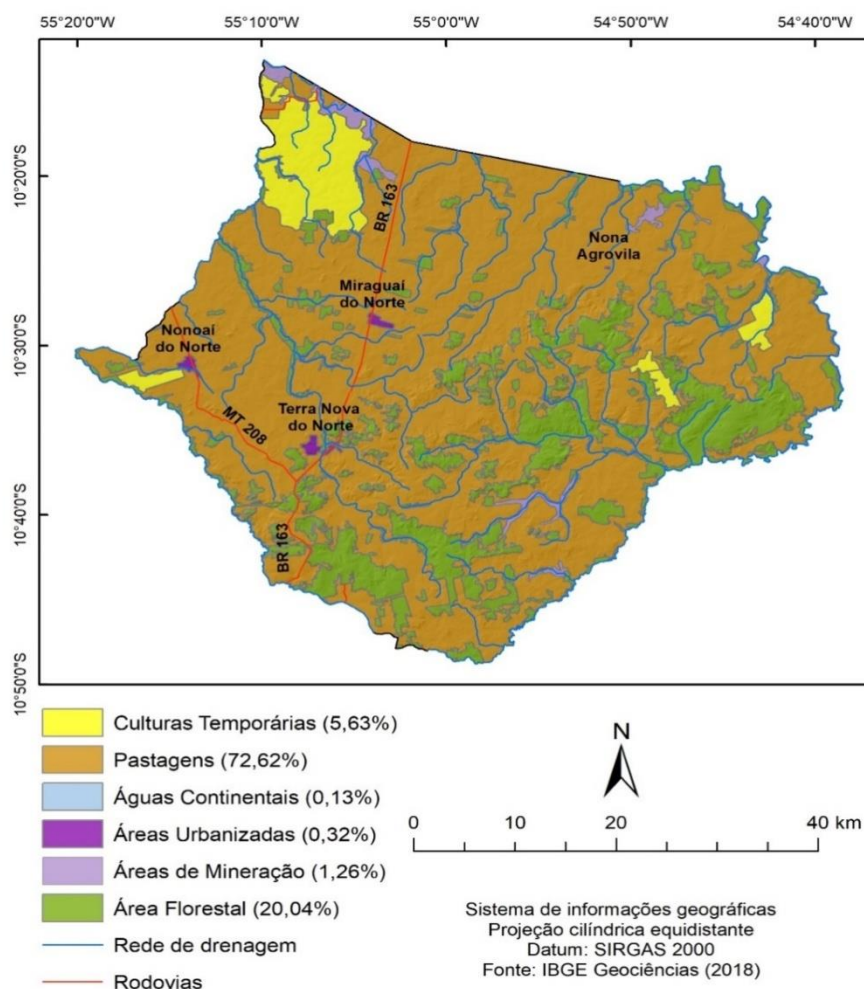 55°20'0"W 55°10'0"W 55°0'0"W 54°50'0"W 54°40'0"W
10°20'0"S
BR 163
Nona
Agrovila
Miraguaí
do Norte
Nonoaí
do Norte
10°30'0"S
MT 208
Terra Nova
do Norte
10°40'0"S
BR 163
10°50'0"S
Culturas Temporárias (5,63%)
Pastagens (72,62%)
Águas Continentais (0,13%)
Áreas Urbanizadas (0,32%)
Áreas de Mineração (1,26%)
Área Florestal (20,04%)
Rede de drenagem
Rodovias
N
0 10 20 40 km
Sistema de informações geográficas
Projeção cilíndrica equidistante
Datum: SIRGAS 2000
Fonte: IBGE Geociências (2018)